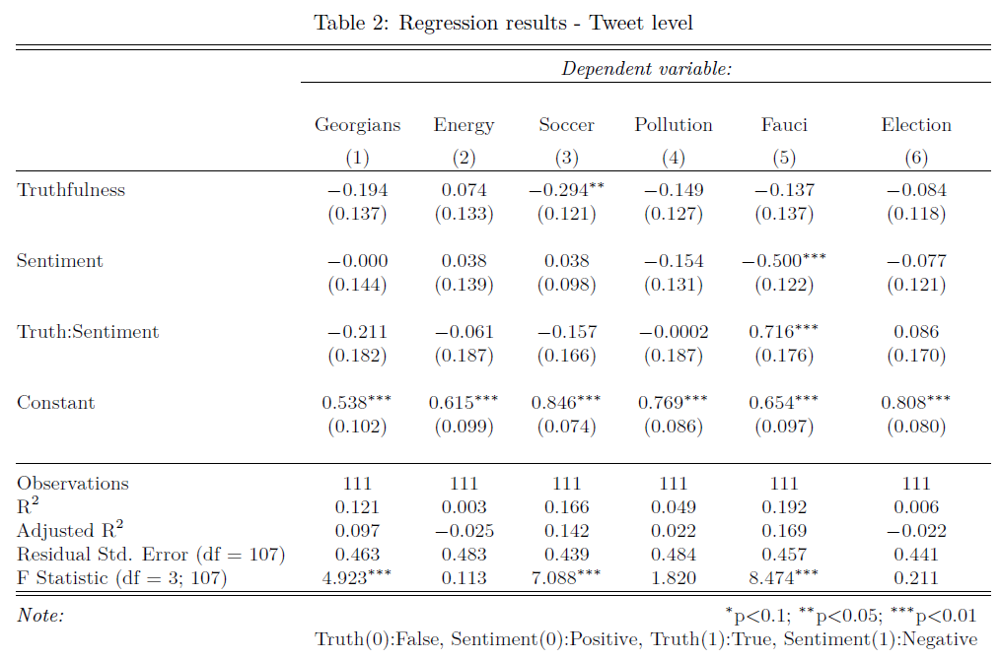 Table 2: Regression results - Tweet level
Dependent variable:
Georgians Energy Soccer Pollution Fauci Election
(1) (2) (3) (4) (5) (6)
Truthfulness −0.194 0.074 −0.294** −0.149 −0.137 −0.084
(0.137) (0.133) (0.121) (0.127) (0.137) (0.118)
Sentiment −0.000 0.038 0.038 −0.154 −0.500*** −0.077
(0.144) (0.139) (0.098) (0.131) (0.122) (0.121)
Truth:Sentiment −0.211 −0.061 −0.157 −0.0002 0.716*** 0.086
(0.182) (0.187) (0.166) (0.187) (0.176) (0.170)
Constant 0.538*** 0.615*** 0.846*** 0.769*** 0.654*** 0.808***
(0.102) (0.099) (0.074) (0.086) (0.097) (0.080)
Observations 111 111 111 111 111 111
R² 0.121 0.003 0.166 0.049 0.192 0.006
Adjusted R² 0.097 −0.025 0.142 0.022 0.169 −0.022
Residual Std. Error (df = 107) 0.463 0.483 0.439 0.484 0.457 0.441
F Statistic (df = 3; 107) 4.923*** 0.113 7.088*** 1.820 8.474*** 0.211
Note: *p<0.1; **p<0.05; ***p<0.01
Truth(0):False, Sentiment(0):Positive, Truth(1):True, Sentiment(1):Negative